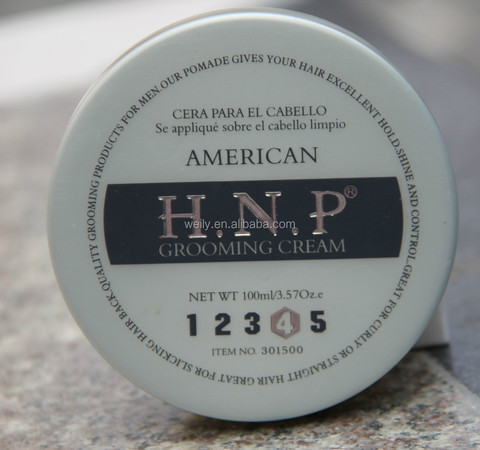 QUALITY GROOMING PRODUCTS FOR MEN.OUR POMADE GIVES YOUR HAIR EXCELLENT HOLD,SHINE AND CONTROL,GREAT FOR CURLY OR STRAIGHT HAIR GREAT FOR SLICKING HAIR BACK.
CERA PARA EL CABELLO
Se appliqué sobre el cabello limpio
AMERICAN
H.N.P®
GROOMING CREAM
weily.en.alibaba.com
NET WT 100ml/3.57Oz.e
1 2 3 4 5
ITEM NO. 301500